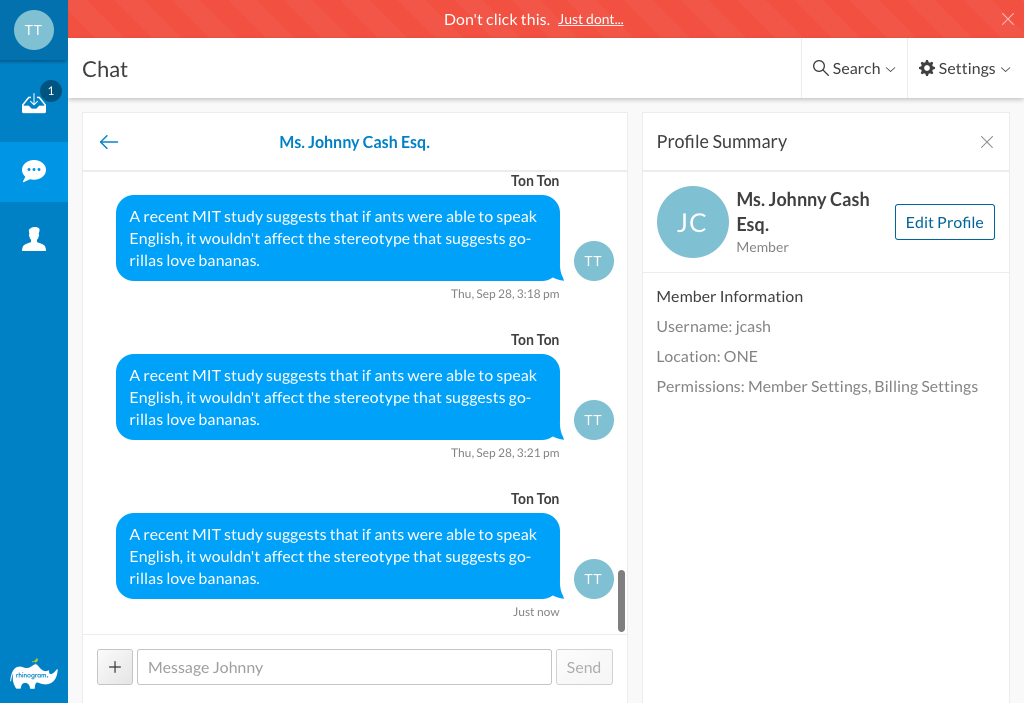 TT
Don't click this. Just dont...
1
Chat
Search
Settings
Ms. Johnny Cash Esq.
Ton Ton
A recent MIT study suggests that if ants were able to speak
English, it wouldn't affect the stereotype that suggests go-
rillas love bananas.
TT
Thu, Sep 28, 3:18 pm
Ton Ton
A recent MIT study suggests that if ants were able to speak
English, it wouldn't affect the stereotype that suggests go-
rillas love bananas.
TT
Thu, Sep 28, 3:21 pm
Ton Ton
A recent MIT study suggests that if ants were able to speak
English, it wouldn't affect the stereotype that suggests go-
rillas love bananas.
TT
Just now
+
Message Johnny
Send
Profile Summary
JC
Ms. Johnny Cash
Esq.
Member
Edit Profile
Member Information
Username: jcash
Location: ONE
Permissions: Member Settings, Billing Settings
rhinogram.